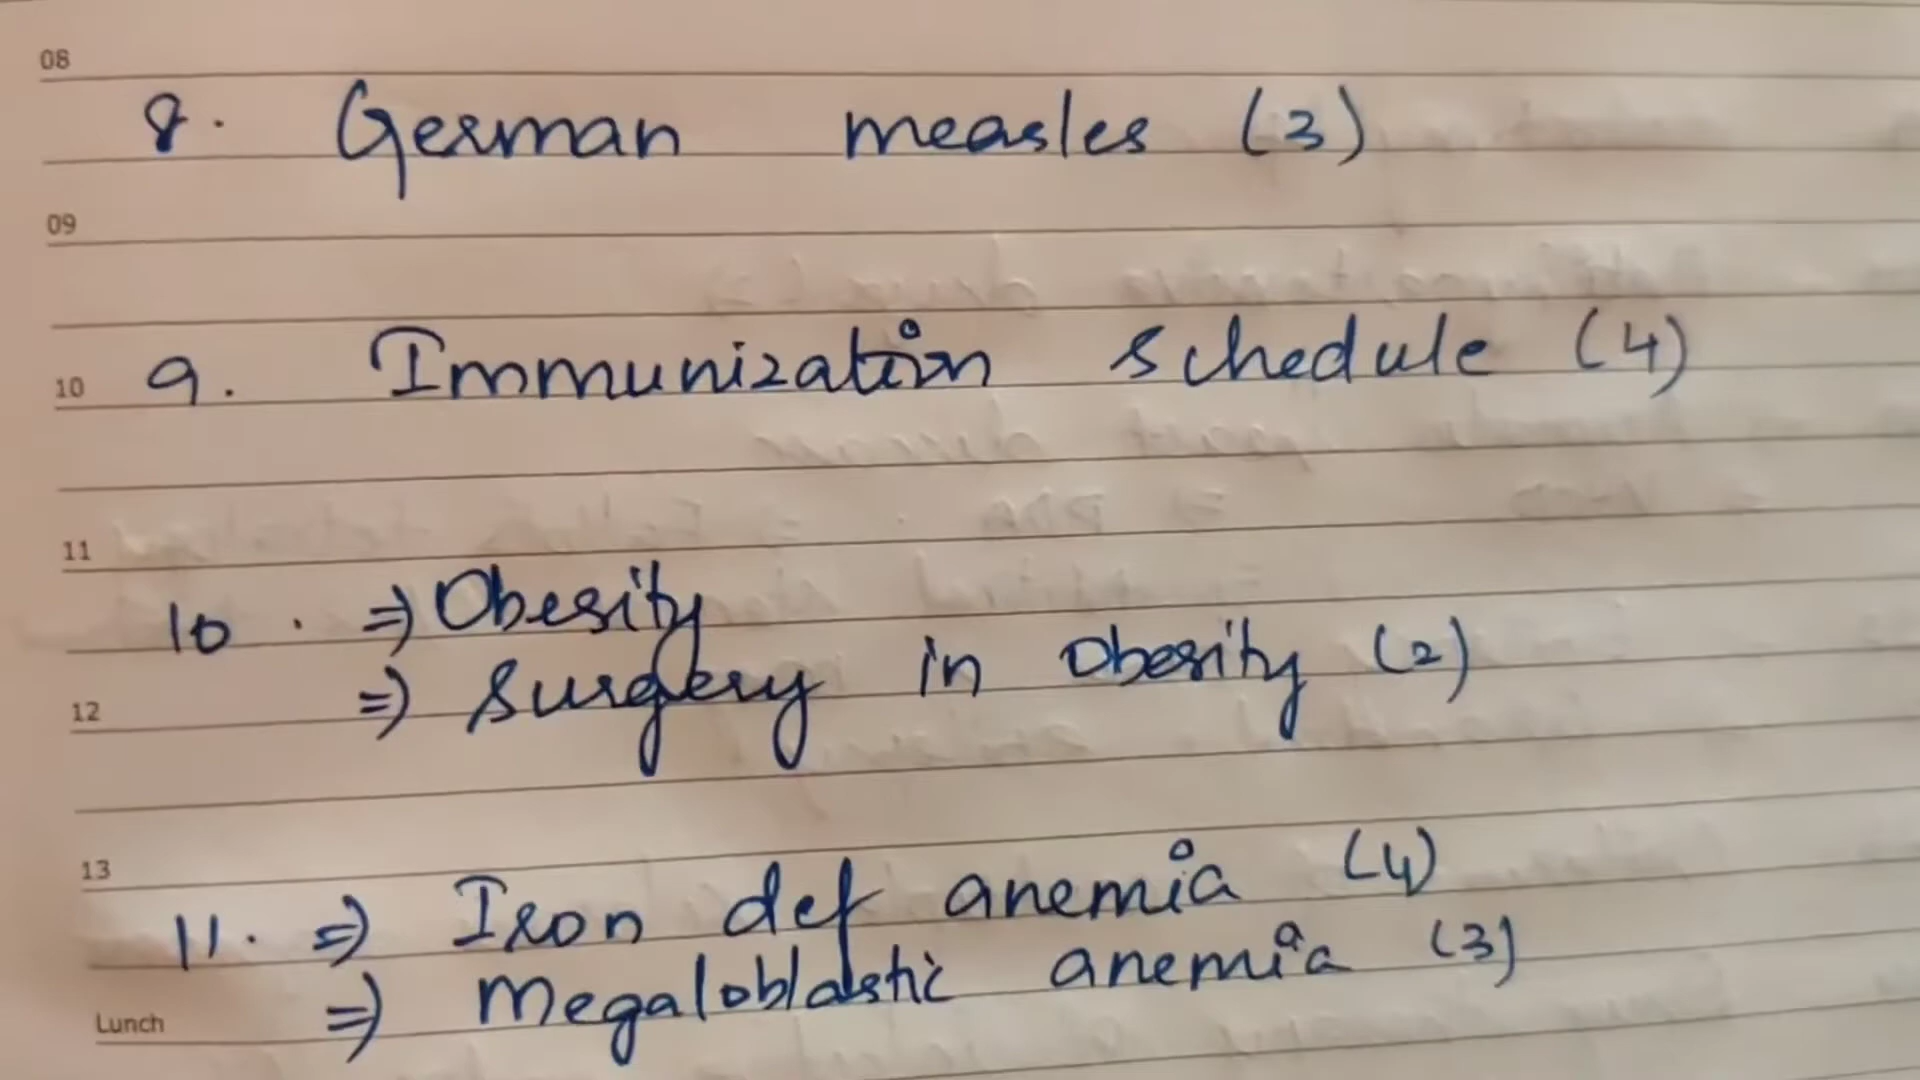 08
8. German measles (3)
09
9. Immunization schedule (4)
10
11
10. ⇒ Obesity
⇒ Surgery in obesity (2)
12
13
11. ⇒ Iron def anemia (4)
⇒ Megaloblastic anemia (3)
Lunch